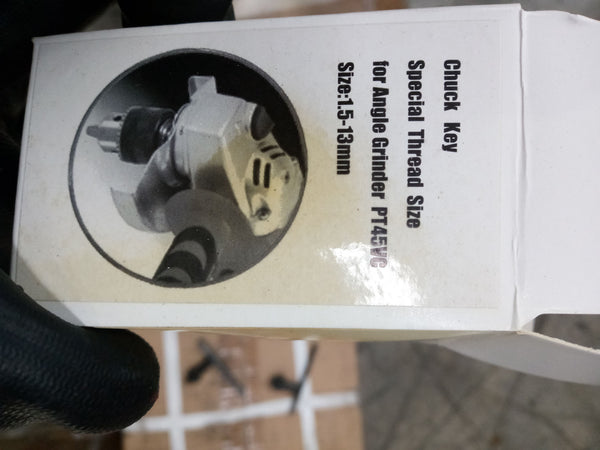 Chuck Key
Special Thread Size
for Angle Grinder PT45VC
Size:1.5-13mm